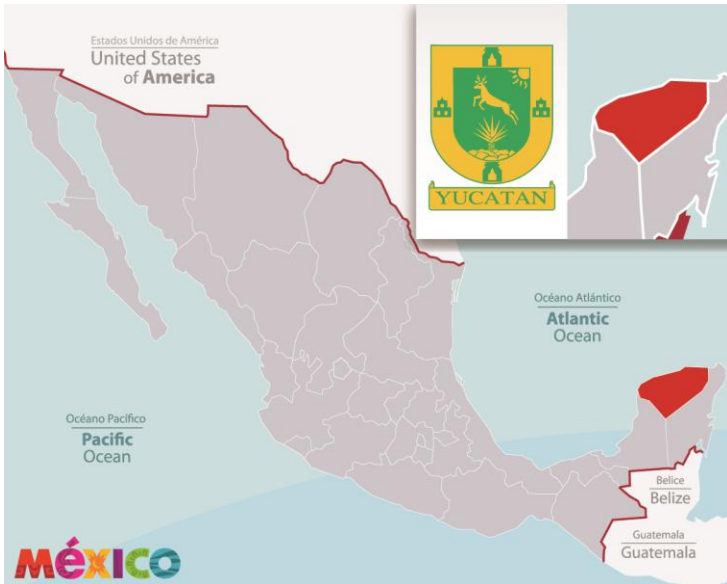 Estados Unidos de América
United States
of America
YUCATAN
Océano Atlántico
Atlantic
Ocean
Océano Pacífico
Pacific
Ocean
Belice
Belize
Guatemala
Guatemala
méxico